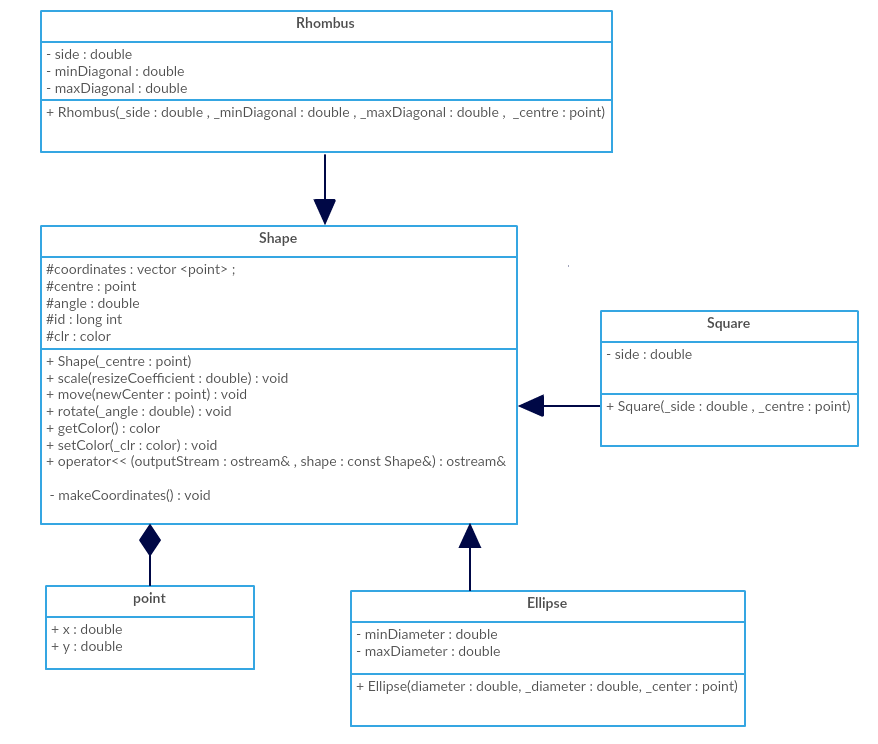 Rhombus
- side : double
- minDiagonal : double
- maxDiagonal : double
+ Rhombus(_side : double , _minDiagonal : double , _maxDiagonal : double ,  _centre : point)
Shape
#coordinates : vector <point> ;
#centre : point
#angle : double
#id : long int
#clr : color
+ Shape(_centre : point)
+ scale(resizeCoefficient : double) : void
+ move(newCenter : point) : void
+ rotate(_angle : double) : void
+ getColor() : color
+ setColor(_clr : color) : void
+ operator<< (outputStream : ostream& , shape : const Shape&) : ostream&
- makeCoordinates() : void
Square
- side : double
+ Square(_side : double , _centre : point)
point
+ x : double
+ y : double
Ellipse
- minDiameter : double
- maxDiameter : double
+ Ellipse(diameter : double, _diameter : double, _center : point)